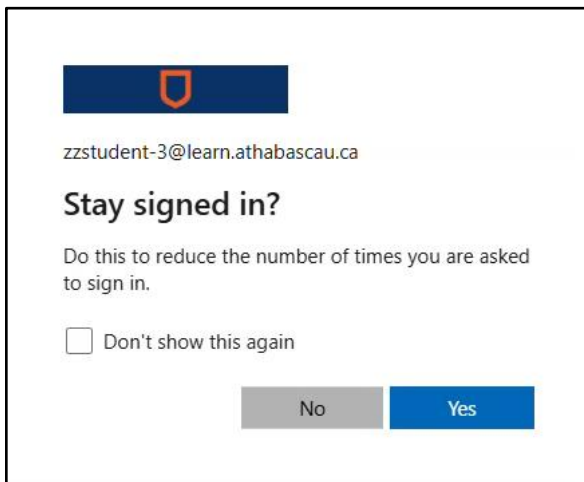 zzstudent-3@learn.athabascau.ca
Stay signed in?
Do this to reduce the number of times you are asked
to sign in.
Don't show this again
No
Yes